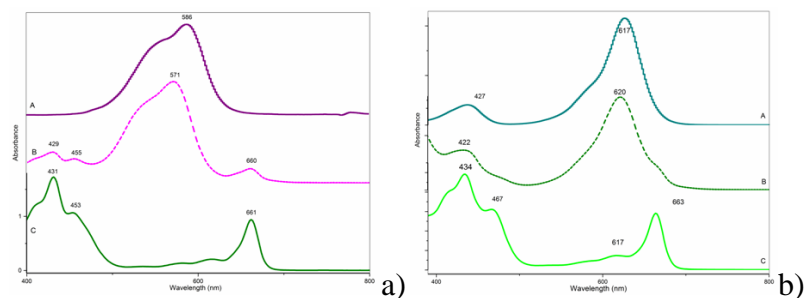 586
A
571
B
429
455
660
431
453
661
C
1
0
Absorbance
400
600
800
Wavelength (nm)
a)
617
427
A
620
422
B
434
467
617
663
C
Absorbance
400
600
800
Wavelength (nm)
b)